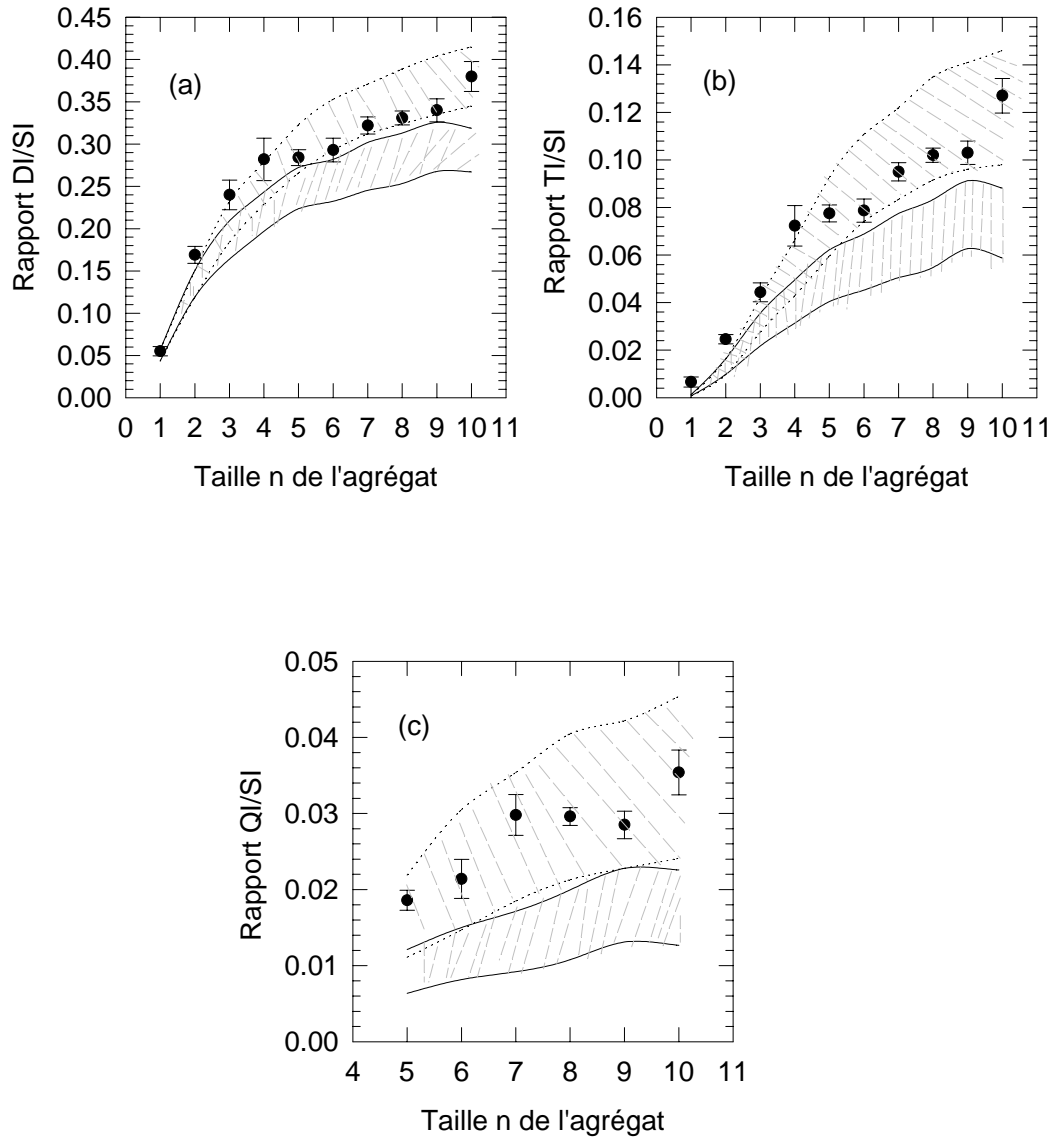 0.45
0.40
0.35
0.30
0.25
0.20
0.15
0.10
0.05
0.00
Rapport DI/SI
(a)
0 1 2 3 4 5 6 7 8 9 10 11
Taille n de l'agrégat
0.16
0.14
0.12
0.10
0.08
0.06
0.04
0.02
0.00
Rapport TI/SI
(b)
0 1 2 3 4 5 6 7 8 9 10 11
Taille n de l'agrégat
0.05
0.04
0.03
0.02
0.01
0.00
Rapport QI/SI
(c)
4 5 6 7 8 9 10 11
Taille n de l'agrégat